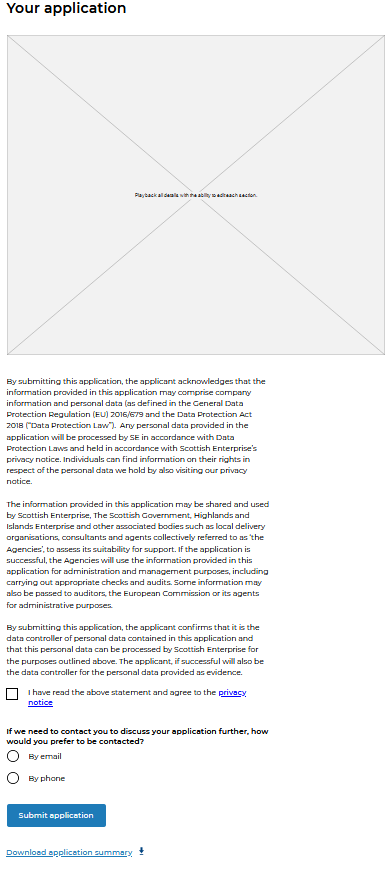 Your application
Playback all details with the ability to edit each section.
By submitting this application, the applicant acknowledges that the
information provided in this application may comprise company
information and personal data (as defined in the General Data
Protection Regulation (EU) 2016/679 and the Data Protection Act
2018 (“Data Protection Law”). Any personal data provided in the
application will be processed by SE in accordance with Data
Protection Laws and held in accordance with Scottish Enterprise’s
privacy notice. Individuals can find information on their rights in
respect of the personal data we hold by also visiting our privacy
notice.
The information provided in this application may be shared and used
by Scottish Enterprise, The Scottish Government, Highlands and
Islands Enterprise and other associated bodies such as local delivery
organisations, consultants and agents collectively referred to as ‘the
Agencies’, to assess its suitability for support. If the application is
successful, the Agencies will use the information provided in this
application for administration and management purposes, including
carrying out appropriate checks and audits. Some information may
also be passed to auditors, the European Commission or its agents
for administrative purposes.
By submitting this application, the applicant confirms that it is the
data controller of personal data contained in this application and
that this personal data can be processed by Scottish Enterprise for
the purposes outlined above. The applicant, if successful will also be
the data controller for the personal data provided as evidence.
I have read the above statement and agree to the privacy
notice
If we need to contact you to discuss your application further, how
would you prefer to be contacted?
By email
By phone
Submit application
Download application summary